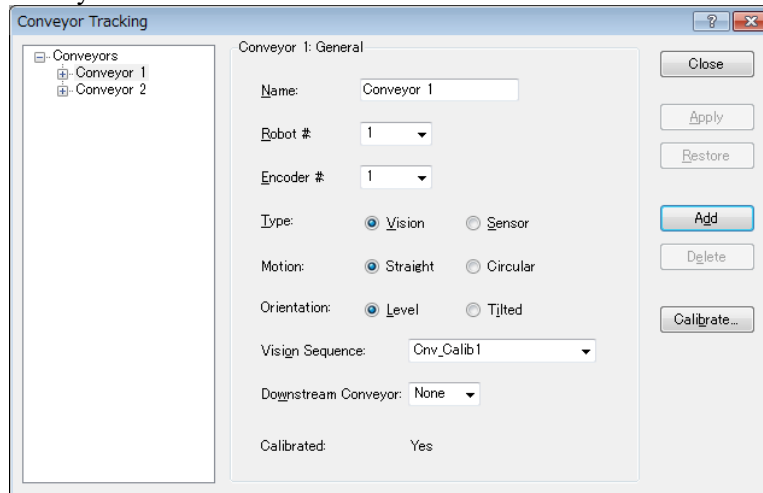 Conveyor Tracking
Conveyors
Conveyor 1
Conveyor 2
Conveyor 1: General
Name: Conveyor 1
Robot #: 1
Encoder #: 1
Type: Vision Sensor
Motion: Straight Circular
Orientation: Level Tilted
Vision Sequence: Cnv_Calib1
Downstream Conveyor: None
Calibrated: Yes
Close
Apply
Restore
Add
Delete
Calibrate...